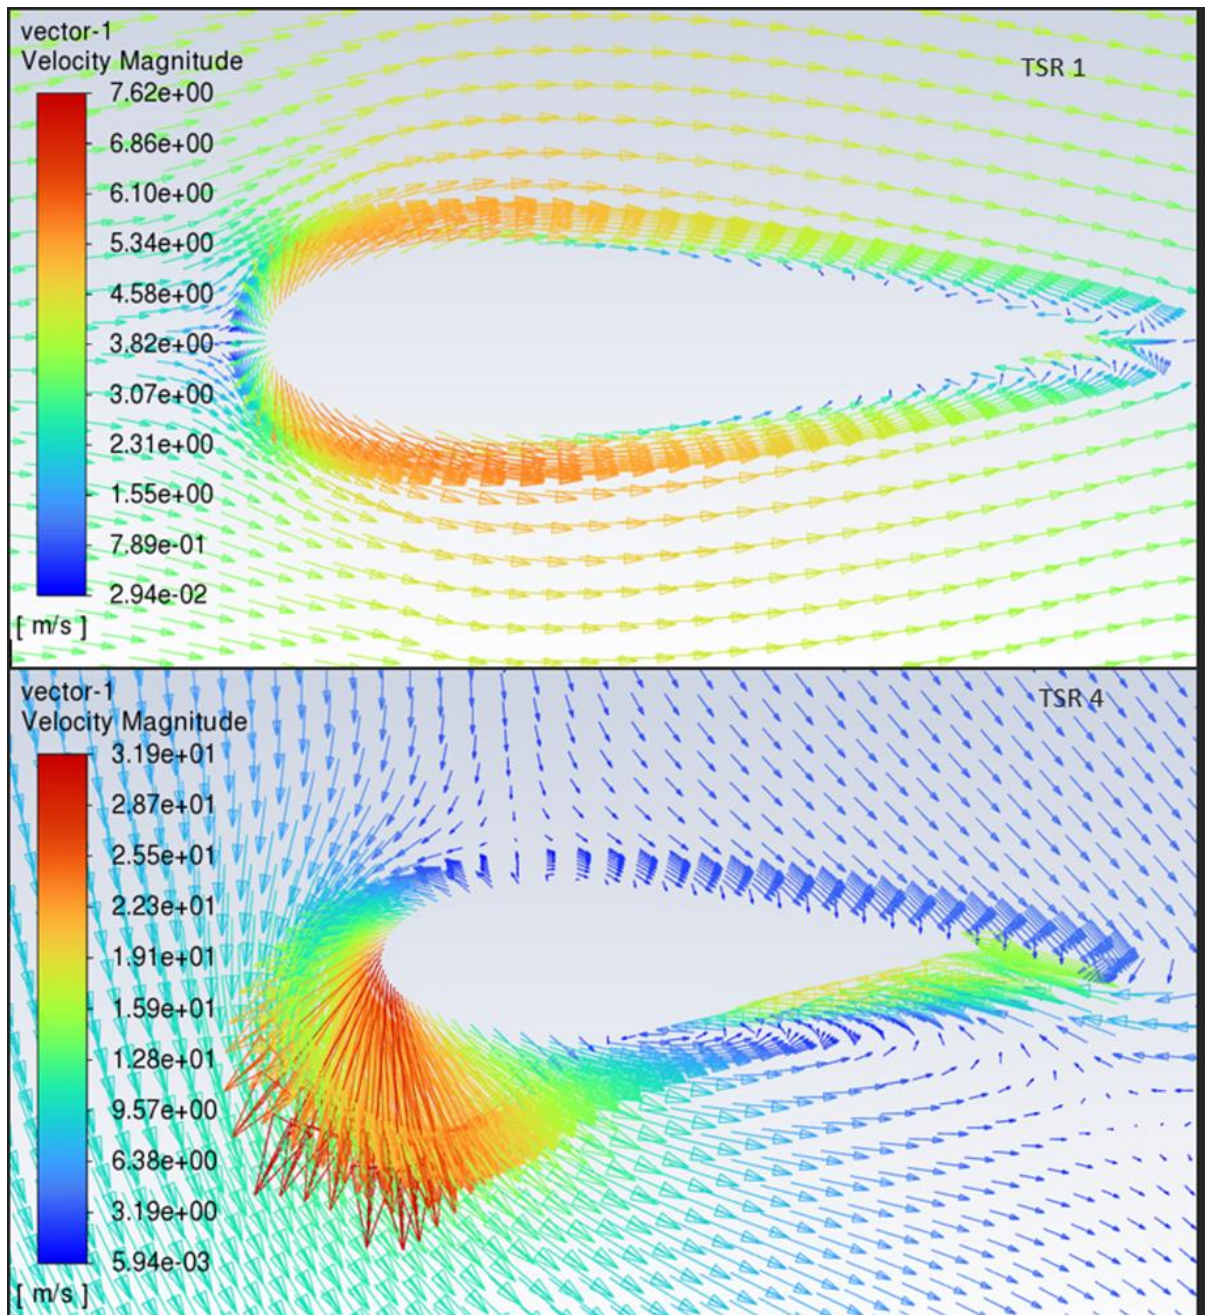 vector-1
Velocity Magnitude
TSR 1
7.62e+00
6.86e+00
6.10e+00
5.34e+00
4.58e+00
3.82e+00
3.07e+00
2.31e+00
1.55e+00
7.89e-01
2.94e-02
[ m/s ]
vector-1
Velocity Magnitude
TSR 4
3.19e+01
2.87e+01
2.55e+01
2.23e+01
1.91e+01
1.59e+01
1.28e+01
9.57e+00
6.38e+00
3.19e+00
5.94e-03
[ m/s ]